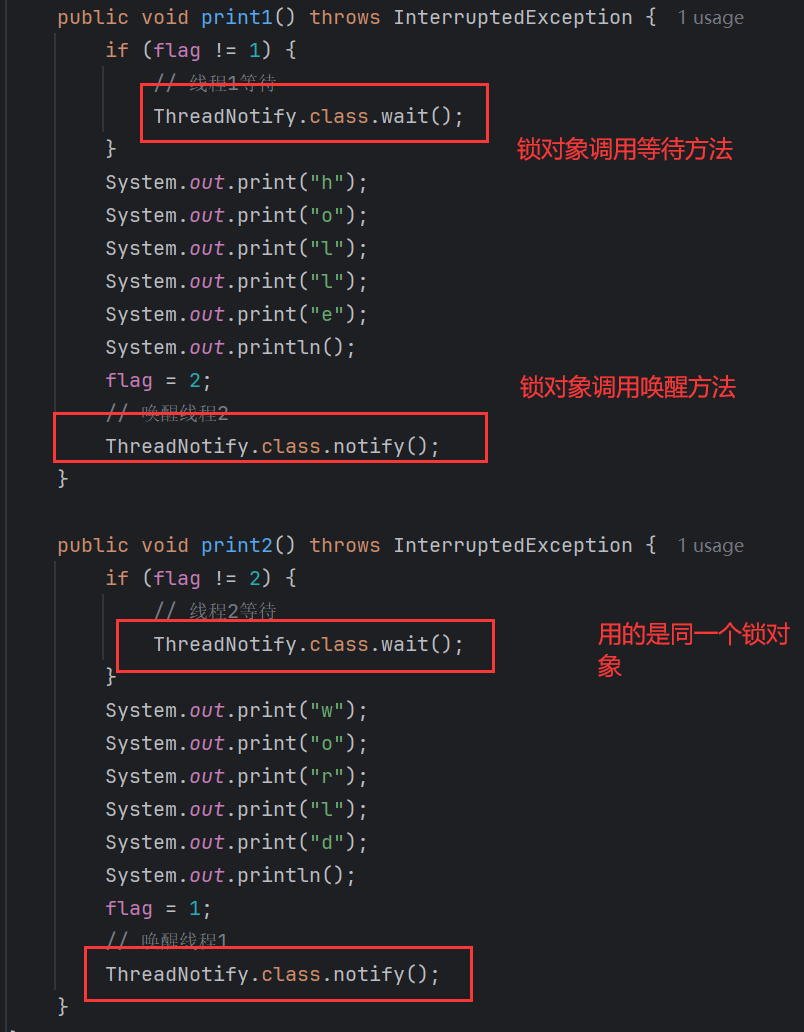 public void print1() throws InterruptedException { 1 usage
if (flag != 1) {
// 线程1等待
ThreadNotify.class.wait();
锁对象调用等待方法
}
System.out.print("h");
System.out.print("o");
System.out.print("l");
System.out.print("l");
System.out.print("e");
System.out.println();
flag = 2;
锁对象调用唤醒方法
// 唤醒线程2
ThreadNotify.class.notify();
}
public void print2() throws InterruptedException { 1 usage
if (flag != 2) {
// 线程2等待
ThreadNotify.class.wait();
用的是同一个锁对
象
}
System.out.print("w");
System.out.print("o");
System.out.print("r");
System.out.print("l");
System.out.print("d");
System.out.println();
flag = 1;
// 唤醒线程1
ThreadNotify.class.notify();
}